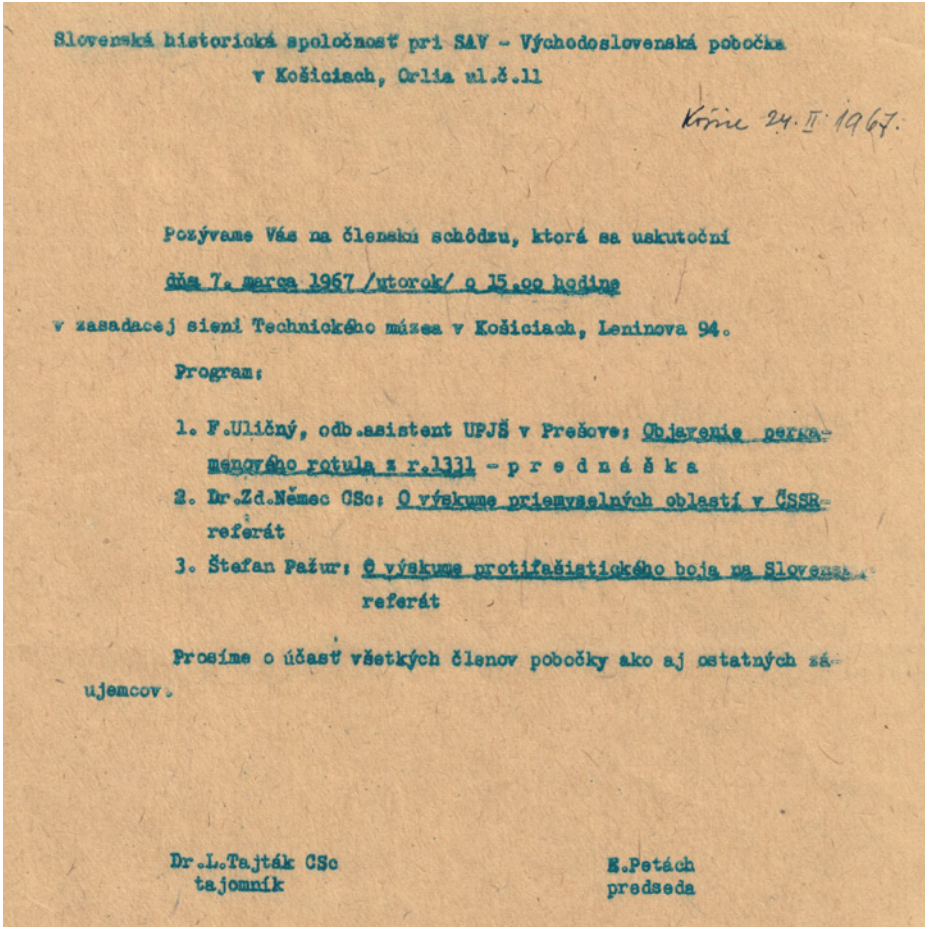 Slovenská historická spoločnosť pri SAV - Východoslovenská pobočka
v Košiciach, Orlia ul.č.11
24. II. 1967.
Pozývame Vás na členskú schôdzu, ktorá sa uskutoční
dňa 7. marca 1967 /utorok/ o 15.oo hodine
v zasadacej sieni Technického múzea v Košiciach, Leninova 94.
Program:
1. F.Uličný, odb.asistent UPJŠ v Prešove: Objavenie perga-
menového rotula z r.1331 - p r e d n á š k a
2. Dr.Zd.Němec CSc: O výskume priemyselných oblastí v ČSSR-
referát
3. Štefan Pažur: O výskume protifašistického boja na
referát
Prosíme o účasť všetkých členov pobočky ako aj ostatných zá-
ujemcov.
Dr.L.Tajták CSc
tajomník
E.Petách
predseda